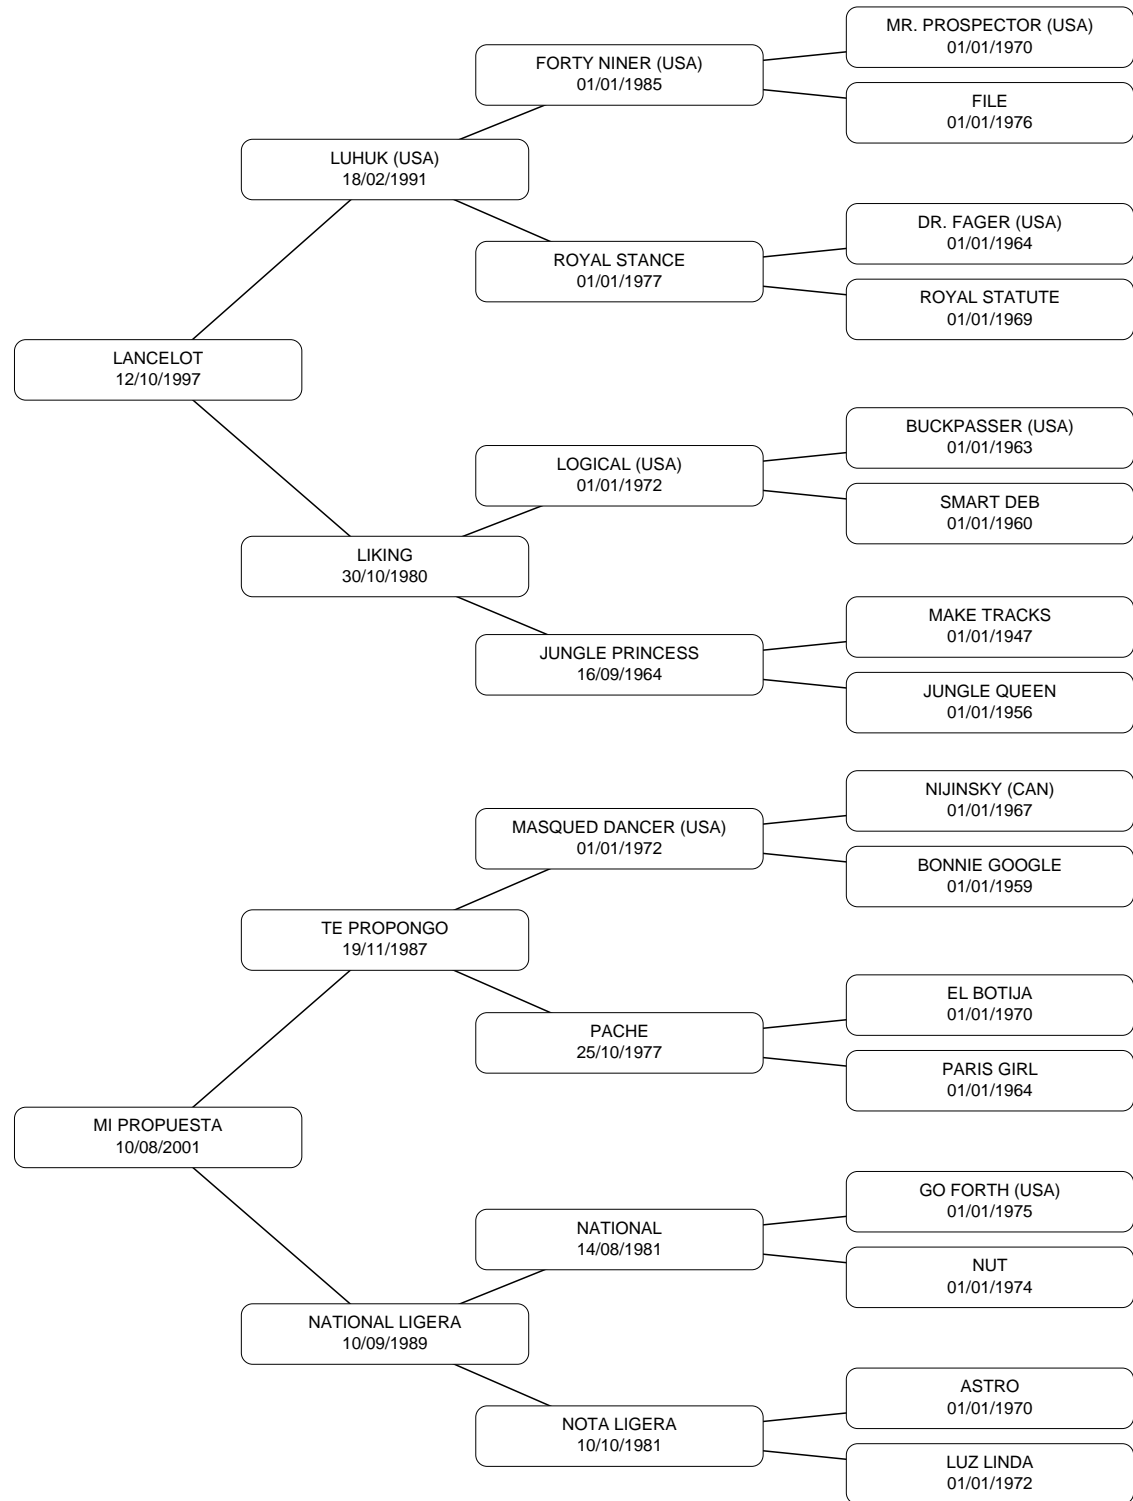 MR. PROSPECTOR (USA)
01/01/1970
FORTY NINER (USA)
01/01/1985
FILE
01/01/1976
LUHUK (USA)
18/02/1991
DR. FAGER (USA)
01/01/1964
ROYAL STANCE
01/01/1977
ROYAL STATUTE
01/01/1969
LANCELOT
12/10/1997
BUCKPASSER (USA)
01/01/1963
LOGICAL (USA)
01/01/1972
SMART DEB
01/01/1960
LIKING
30/10/1980
MAKE TRACKS
01/01/1947
JUNGLE PRINCESS
16/09/1964
JUNGLE QUEEN
01/01/1956
NIJINSKY (CAN)
01/01/1967
MASQUED DANCER (USA)
01/01/1972
BONNIE GOOGLE
01/01/1959
TE PROPONGO
19/11/1987
EL BOTIJA
01/01/1970
PACHE
25/10/1977
PARIS GIRL
01/01/1964
MI PROPUESTA
10/08/2001
GO FORTH (USA)
01/01/1975
NATIONAL
14/08/1981
NUT
01/01/1974
NATIONAL LIGERA
10/09/1989
ASTRO
01/01/1970
NOTA LIGERA
10/10/1981
LUZ LINDA
01/01/1972